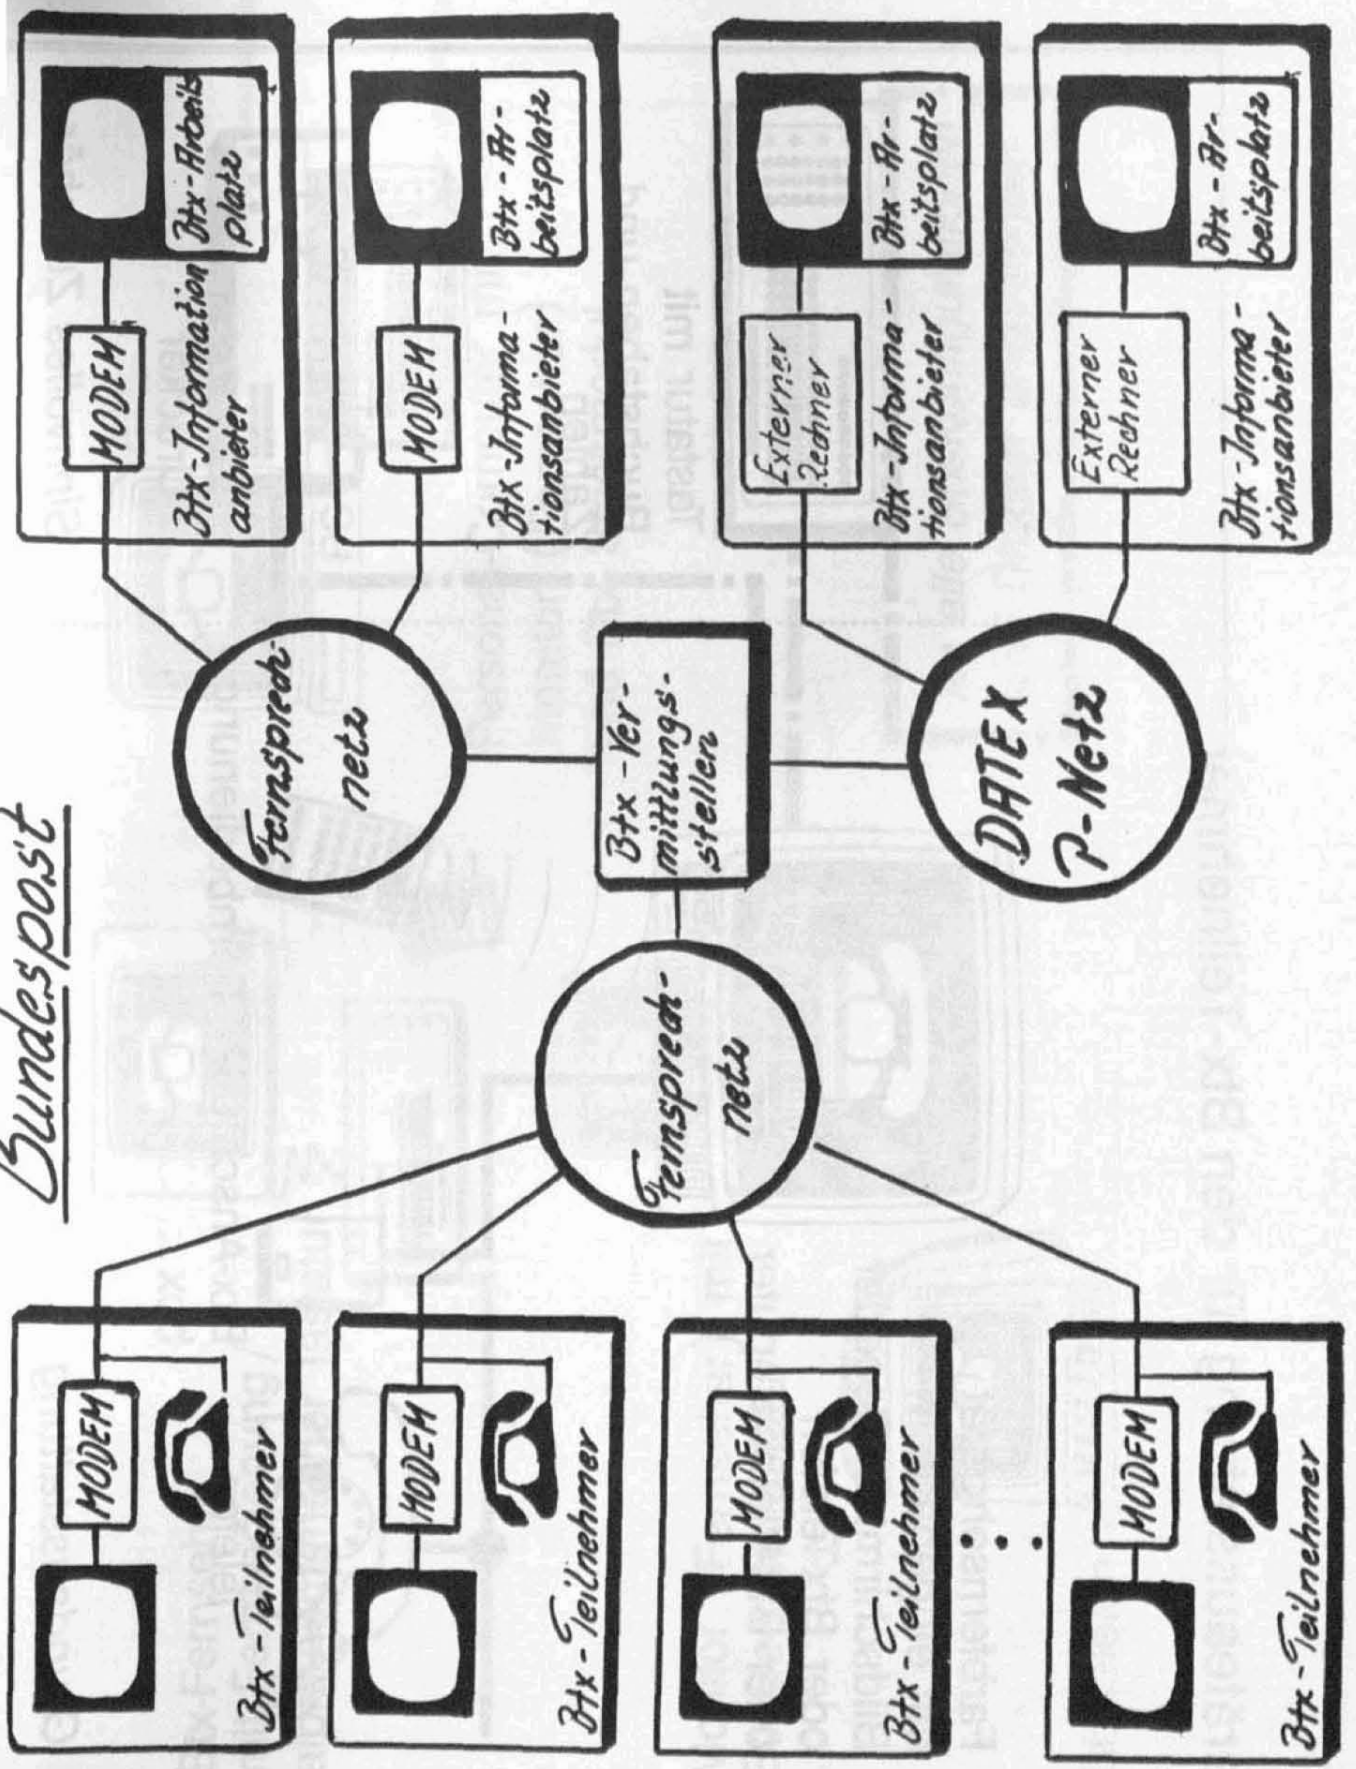 Bundespost
MODEM
Btx-Teilnehmer
MODEM
Btx-Teilnehmer
MODEM
Btx-Teilnehmer
MODEM
Btx-Teilnehmer
Fernsprech-
netz
Btx-Ver-
mittlungs-
stellen
Fernsprech-
netz
DATEX
P-Netz
MODEM
Btx-Arbeits
platz
Btx-Information
anbieter
MODEM
Btx-Ar-
beitsplatz
Btx-Informa-
tionsanbieter
Externer
Rechner
Btx-Ar-
beitsplatz
Btx-Informa-
tionsanbieter
Externer
Rechner
Btx-Ar-
beitsplatz
Btx-Informa-
tionsanbieter